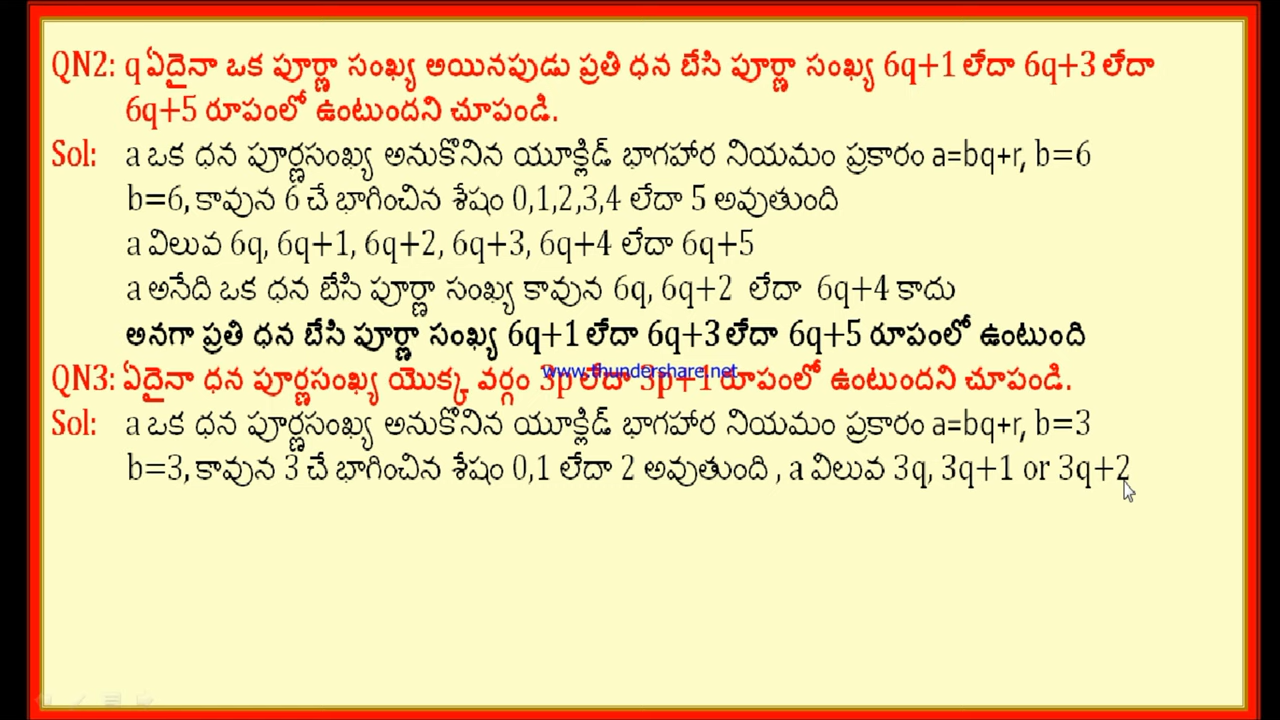 QN2: q ఏదైనా ఒక పూర్ణా సంఖ్య అయినపుడు ప్రతి ధన బేసి పూర్ణా సంఖ్య 6q+1 లేదా 6q+3 లేదా
6q+5 రూపంలో ఉంటుందని చూపండి.
Sol: a ఒక ధన పూర్ణసంఖ్య అనుకొనిన యూక్లిడ్ భాగహార నియమం ప్రకారం a=bq+r, b=6
b=6, కావున 6 చే భాగించిన శేషం 0,1,2,3,4 లేదా 5 అవుతుంది
a విలువ 6q, 6q+1, 6q+2, 6q+3, 6q+4 లేదా 6q+5
a అనేది ఒక ధన బేసి పూర్ణా సంఖ్య కావున 6q, 6q+2 లేదా 6q+4 కాదు
అనగా ప్రతి ధన బేసి పూర్ణా సంఖ్య 6q+1 లేదా 6q+3 లేదా 6q+5 రూపంలో ఉంటుంది
www.thundershare.net
QN3: ఏదైనా ధన పూర్ణసంఖ్య యొక్క వర్గం 3p లేదా 3p+1 రూపంలో ఉంటుందని చూపండి.
Sol: a ఒక ధన పూర్ణసంఖ్య అనుకొనిన యూక్లిడ్ భాగహార నియమం ప్రకారం a=bq+r, b=3
b=3, కావున 3 చే భాగించిన శేషం 0,1 లేదా 2 అవుతుంది , a విలువ 3q, 3q+1 or 3q+2